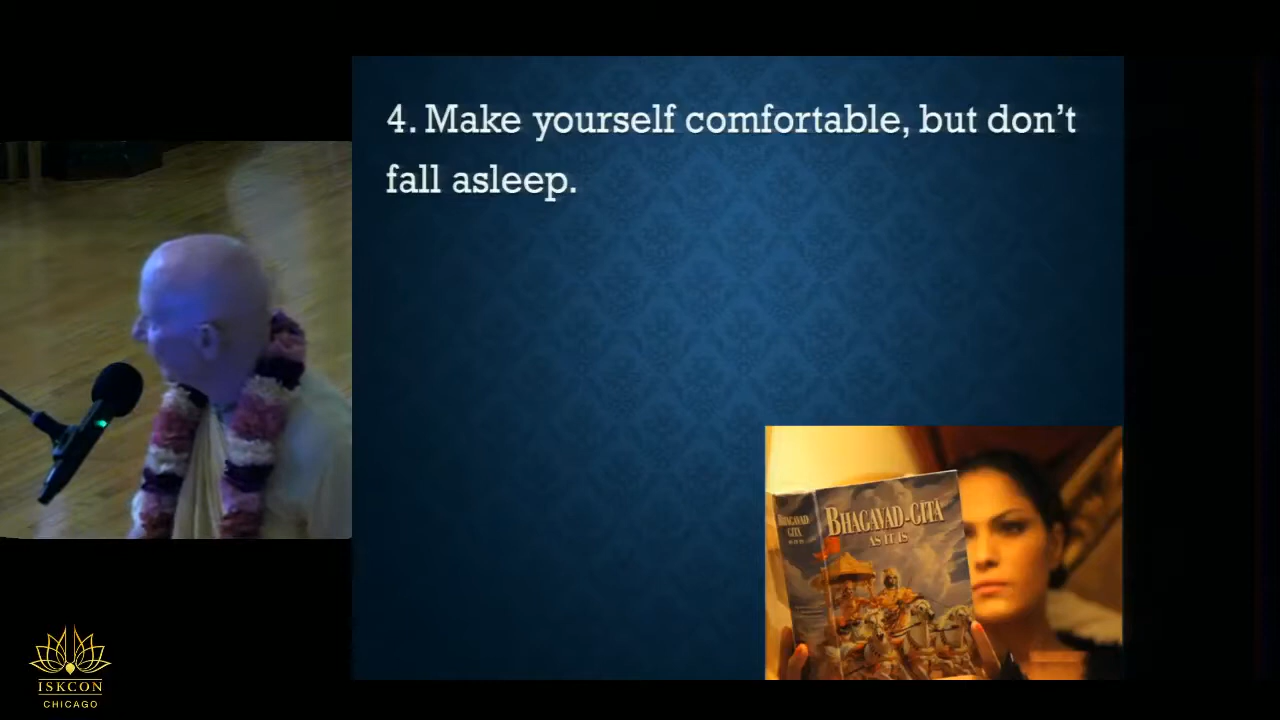 4. Make yourself comfortable, but don't
fall asleep.
BHAGAVAD
GITA
AS IT IS
BHAGAVAD-GITA
AS IT IS
ISKCON
CHICAGO